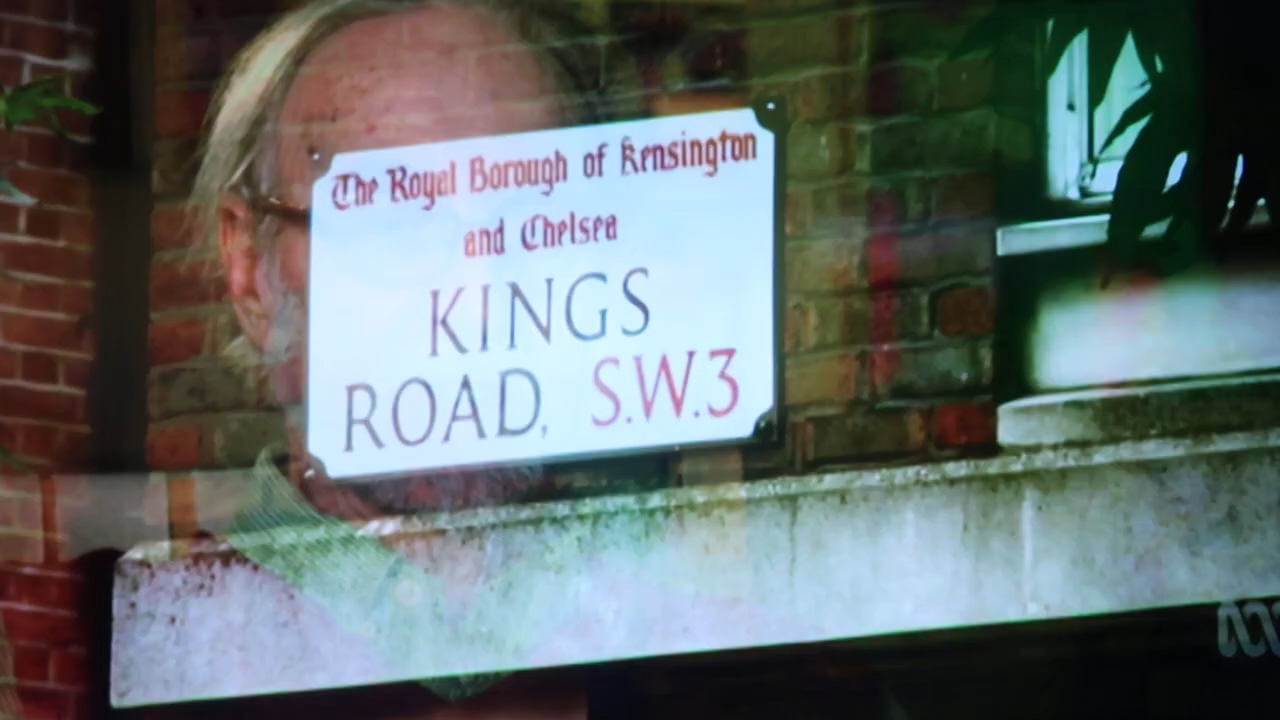 The Royal Borough of Kensington
and Chelsea
KINGS
ROAD, S.W.3